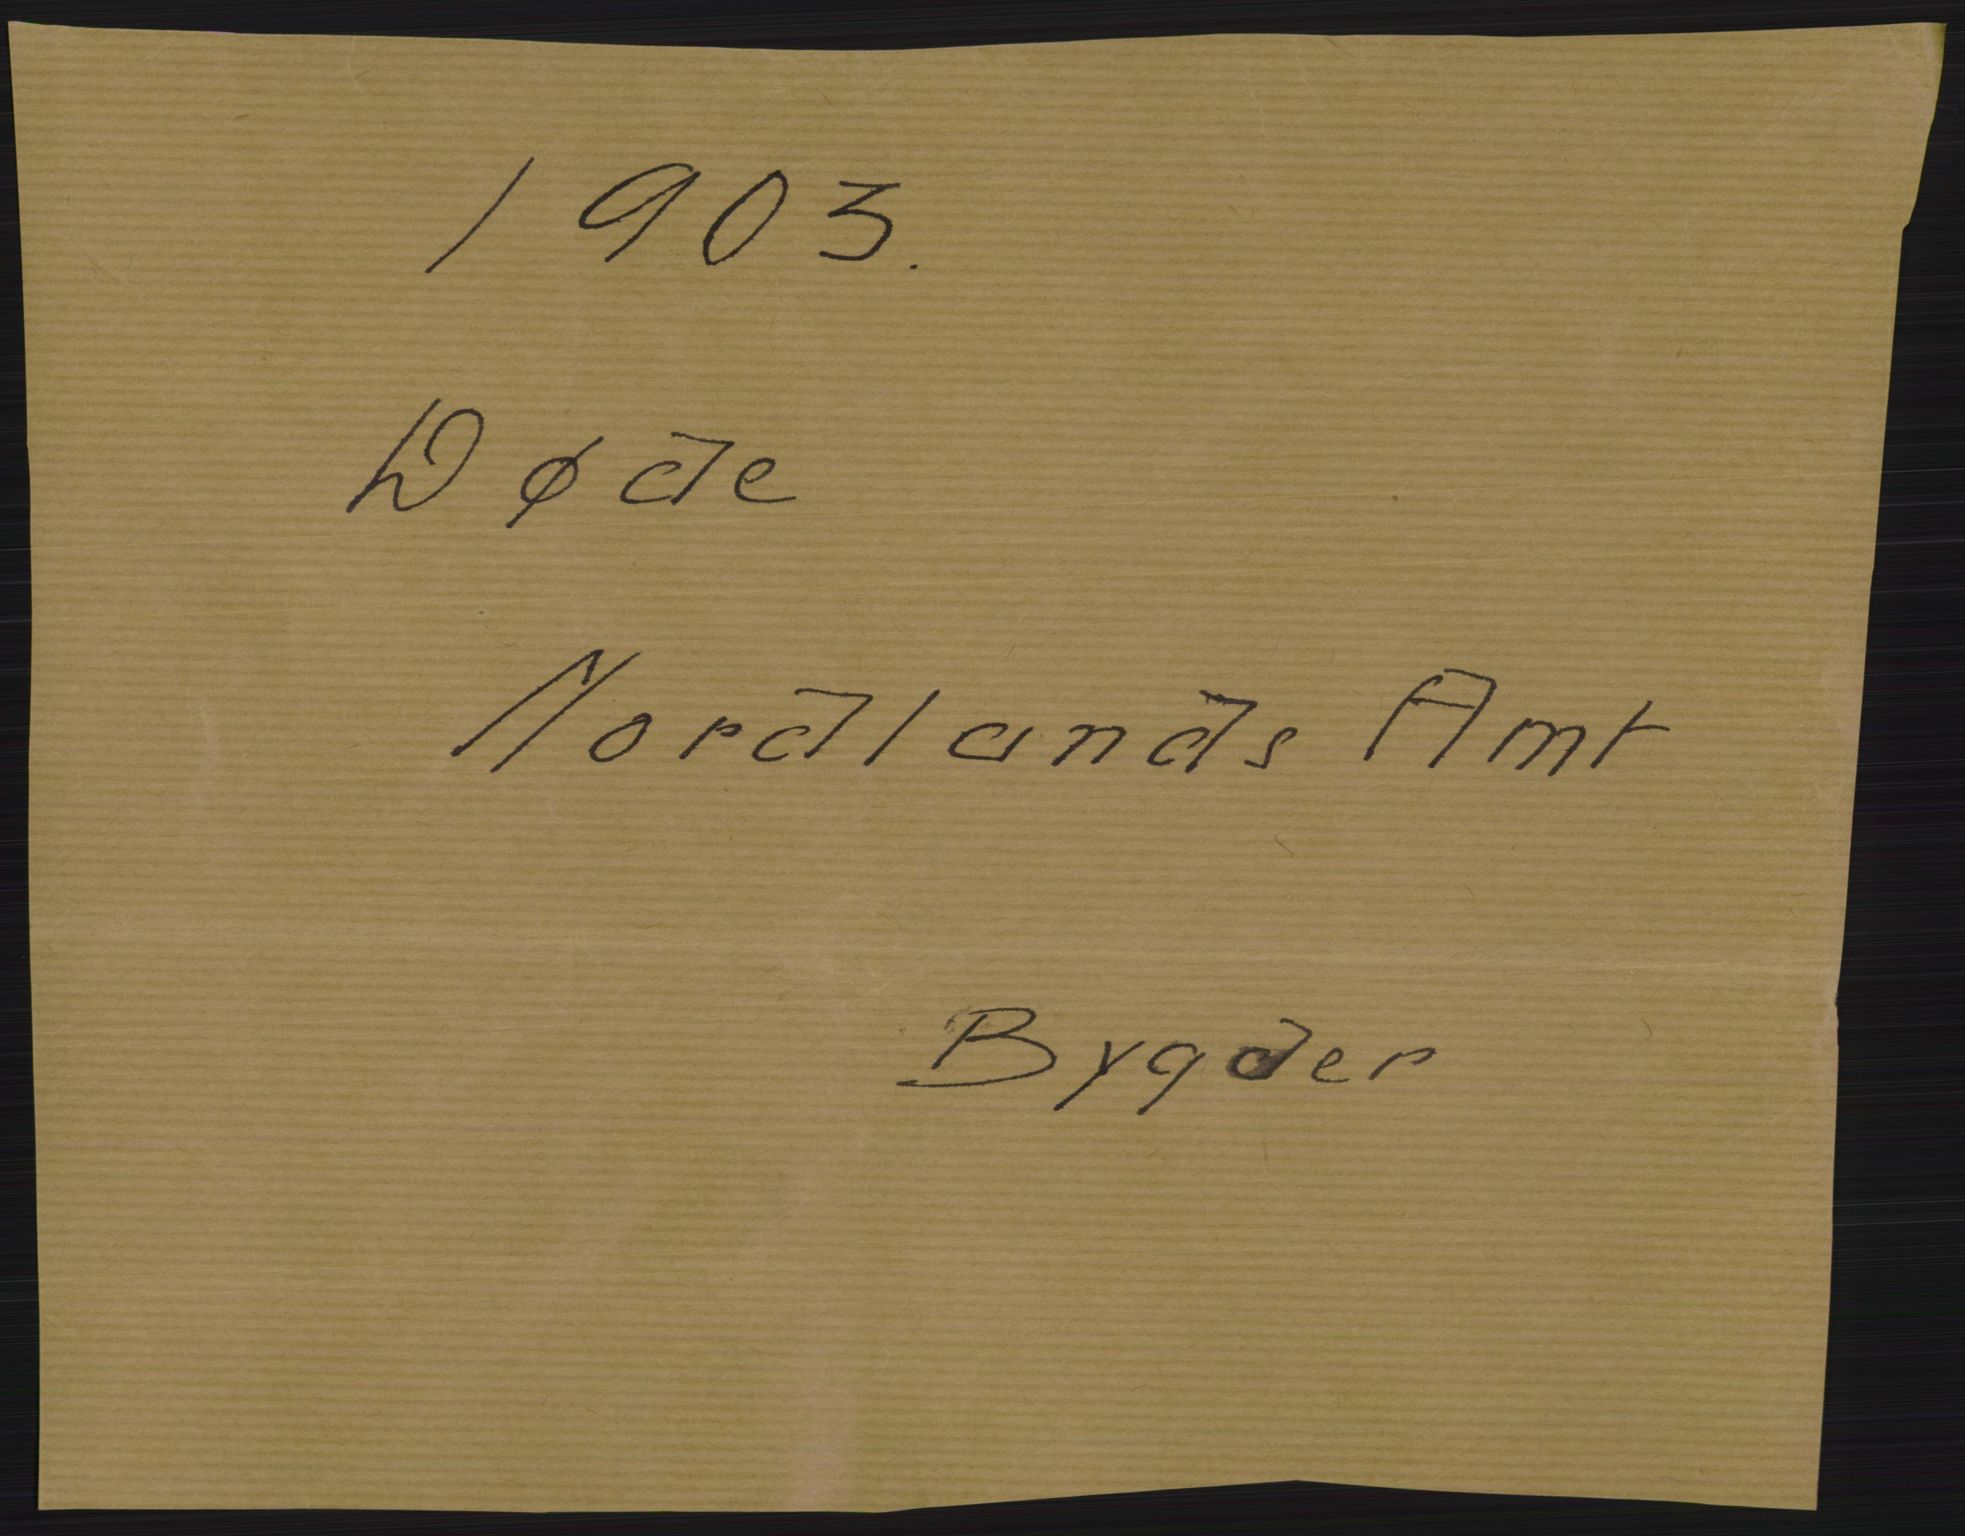 1903.
Døde
Nordlands Amt
Bygder